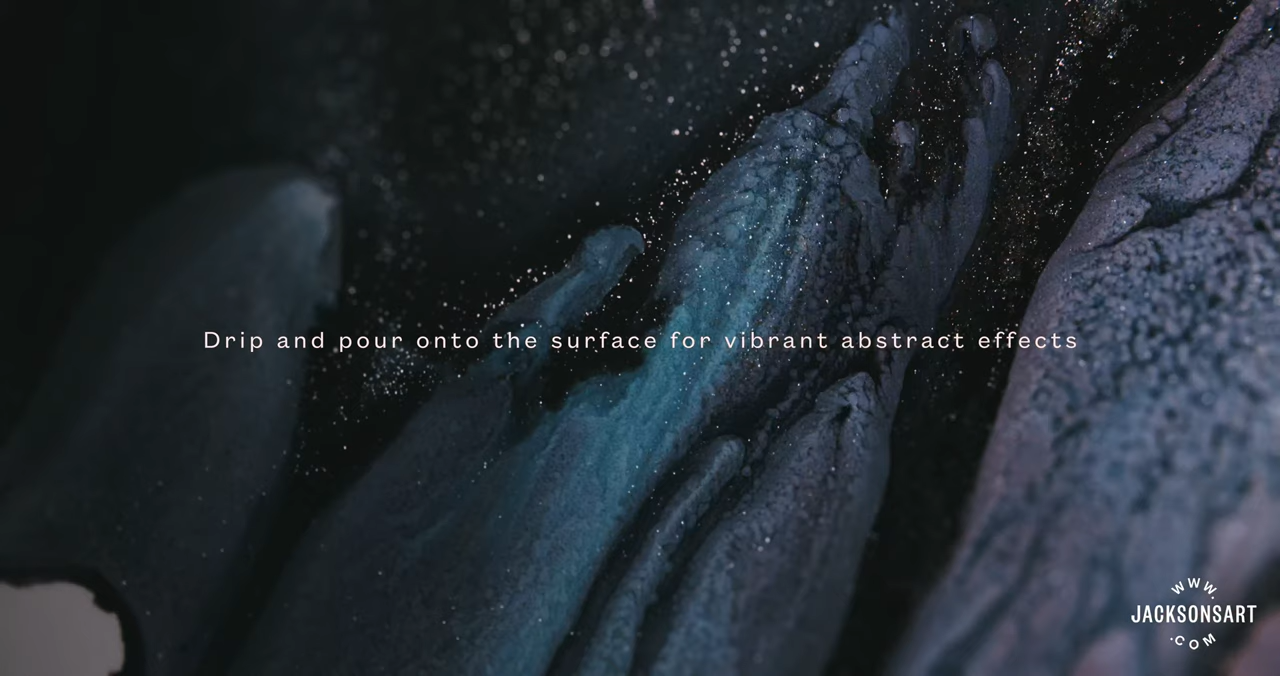 Drip and pour onto the surface for vibrant abstract effects
WWW.
JACKSONSART
.COM